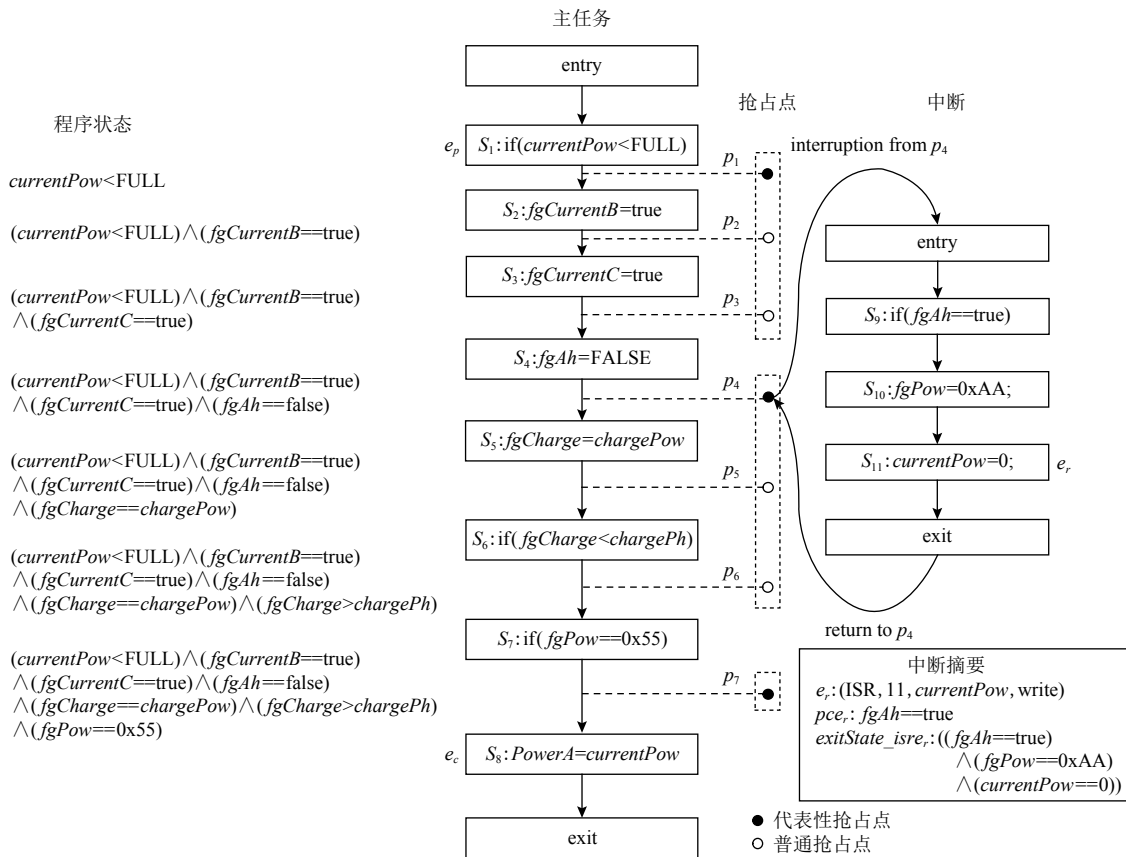 主任务
entry
抢占点
中断
程序状态
e_p
S₁:if(currentPow<FULL)
p₁
interruption from p₄
currentPow<FULL
S₂:fgCurrentB=true
p₂
(currentPow<FULL)∧(fgCurrentB==true)
entry
S₃:fgCurrentC=true
(currentPow<FULL)∧(fgCurrentB==true)
∧(fgCurrentC==true)
p₃
S₉:if(fgAh==true)
S₄:fgAh=FALSE
(currentPow<FULL)∧(fgCurrentB==true)
∧(fgCurrentC==true)∧(fgAh==false)
p₄
S₁₀:fgPow=0xAA;
S₅:fgCharge=chargePow
(currentPow<FULL)∧(fgCurrentB==true)
∧(fgCurrentC==true)∧(fgAh==false)
∧(fgCharge==chargePow)
p₅
S₁₁:currentPow=0;
e_r
S₆:if(fgCharge<chargePh)
exit
(currentPow<FULL)∧(fgCurrentB==true)
∧(fgCurrentC==true)∧(fgAh==false)
∧(fgCharge==chargePow)∧(fgCharge>chargePh)
p₆
S₇:if(fgPow==0x55)
return to p₄
(currentPow<FULL)∧(fgCurrentB==true)
∧(fgCurrentC==true)∧(fgAh==false)
∧(fgCharge==chargePow)∧(fgCharge>chargePh)
∧(fgPow==0x55)
p₇
中断摘要
e_r:(ISR, 11, currentPow, write)
pce_r: fgAh==true
exitState_isre_r:((fgAh==true)
∧(fgPow==0xAA)
∧(currentPow==0))
e_c
S₈:PowerA=currentPow
exit
代表性抢占点
普通抢占点